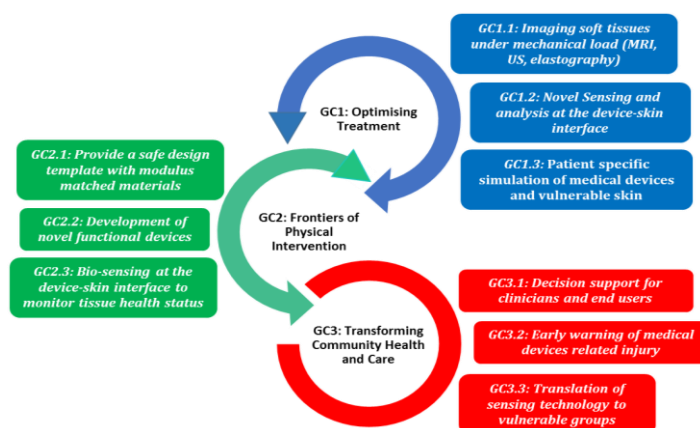 GC1: Optimising
Treatment
GC1.1: Imaging soft tissues
under mechanical load (MRI,
US, elastography)
GC1.2: Novel Sensing and
analysis at the device-skin
interface
GC1.3: Patient specific
simulation of medical devices
and vulnerable skin
GC2: Frontiers of
Physical
Intervention
GC2.1: Provide a safe design
template with modulus
matched materials
GC2.2: Development of
novel functional devices
GC2.3: Bio-sensing at the
device-skin interface to
monitor tissue health status
GC3: Transforming
Community Health
and Care
GC3.1: Decision support for
clinicians and end users
GC3.2: Early warning of medical
devices related injury
GC3.3: Translation of
sensing technology to
vulnerable groups